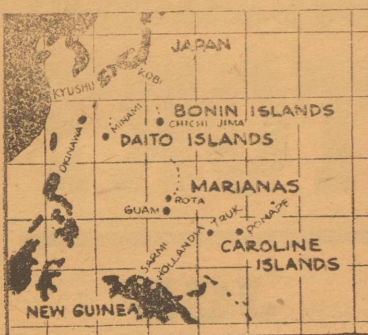 JAPAN
KOBE
KYUSHU
BONIN ISLANDS
CHICHI JIMA
MINAMI
DAITO ISLANDS
OKINAWA
MARIANAS
ROTA
GUAM
TRUK
PONAPE
CAROLINE
ISLANDS
SARMI
HOLLANDIA
NEW GUINEA